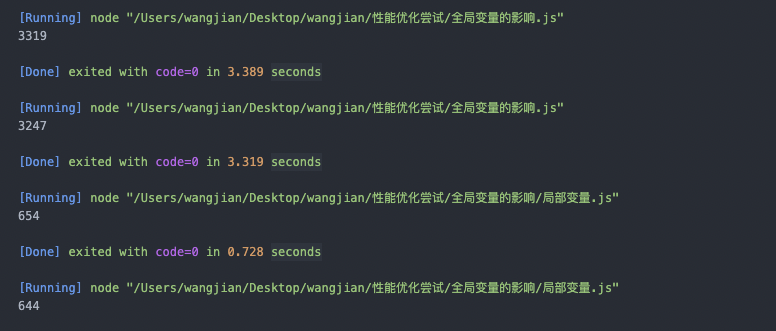 [Running] node "/Users/wangjian/Desktop/wangjian/性能优化尝试/全局变量的影响.js"
3319
[Done] exited with code=0 in 3.389 seconds
[Running] node "/Users/wangjian/Desktop/wangjian/性能优化尝试/全局变量的影响.js"
3247
[Done] exited with code=0 in 3.319 seconds
[Running] node "/Users/wangjian/Desktop/wangjian/性能优化尝试/全局变量的影响/局部变量.js"
654
[Done] exited with code=0 in 0.728 seconds
[Running] node "/Users/wangjian/Desktop/wangjian/性能优化尝试/全局变量的影响/局部变量.js"
644